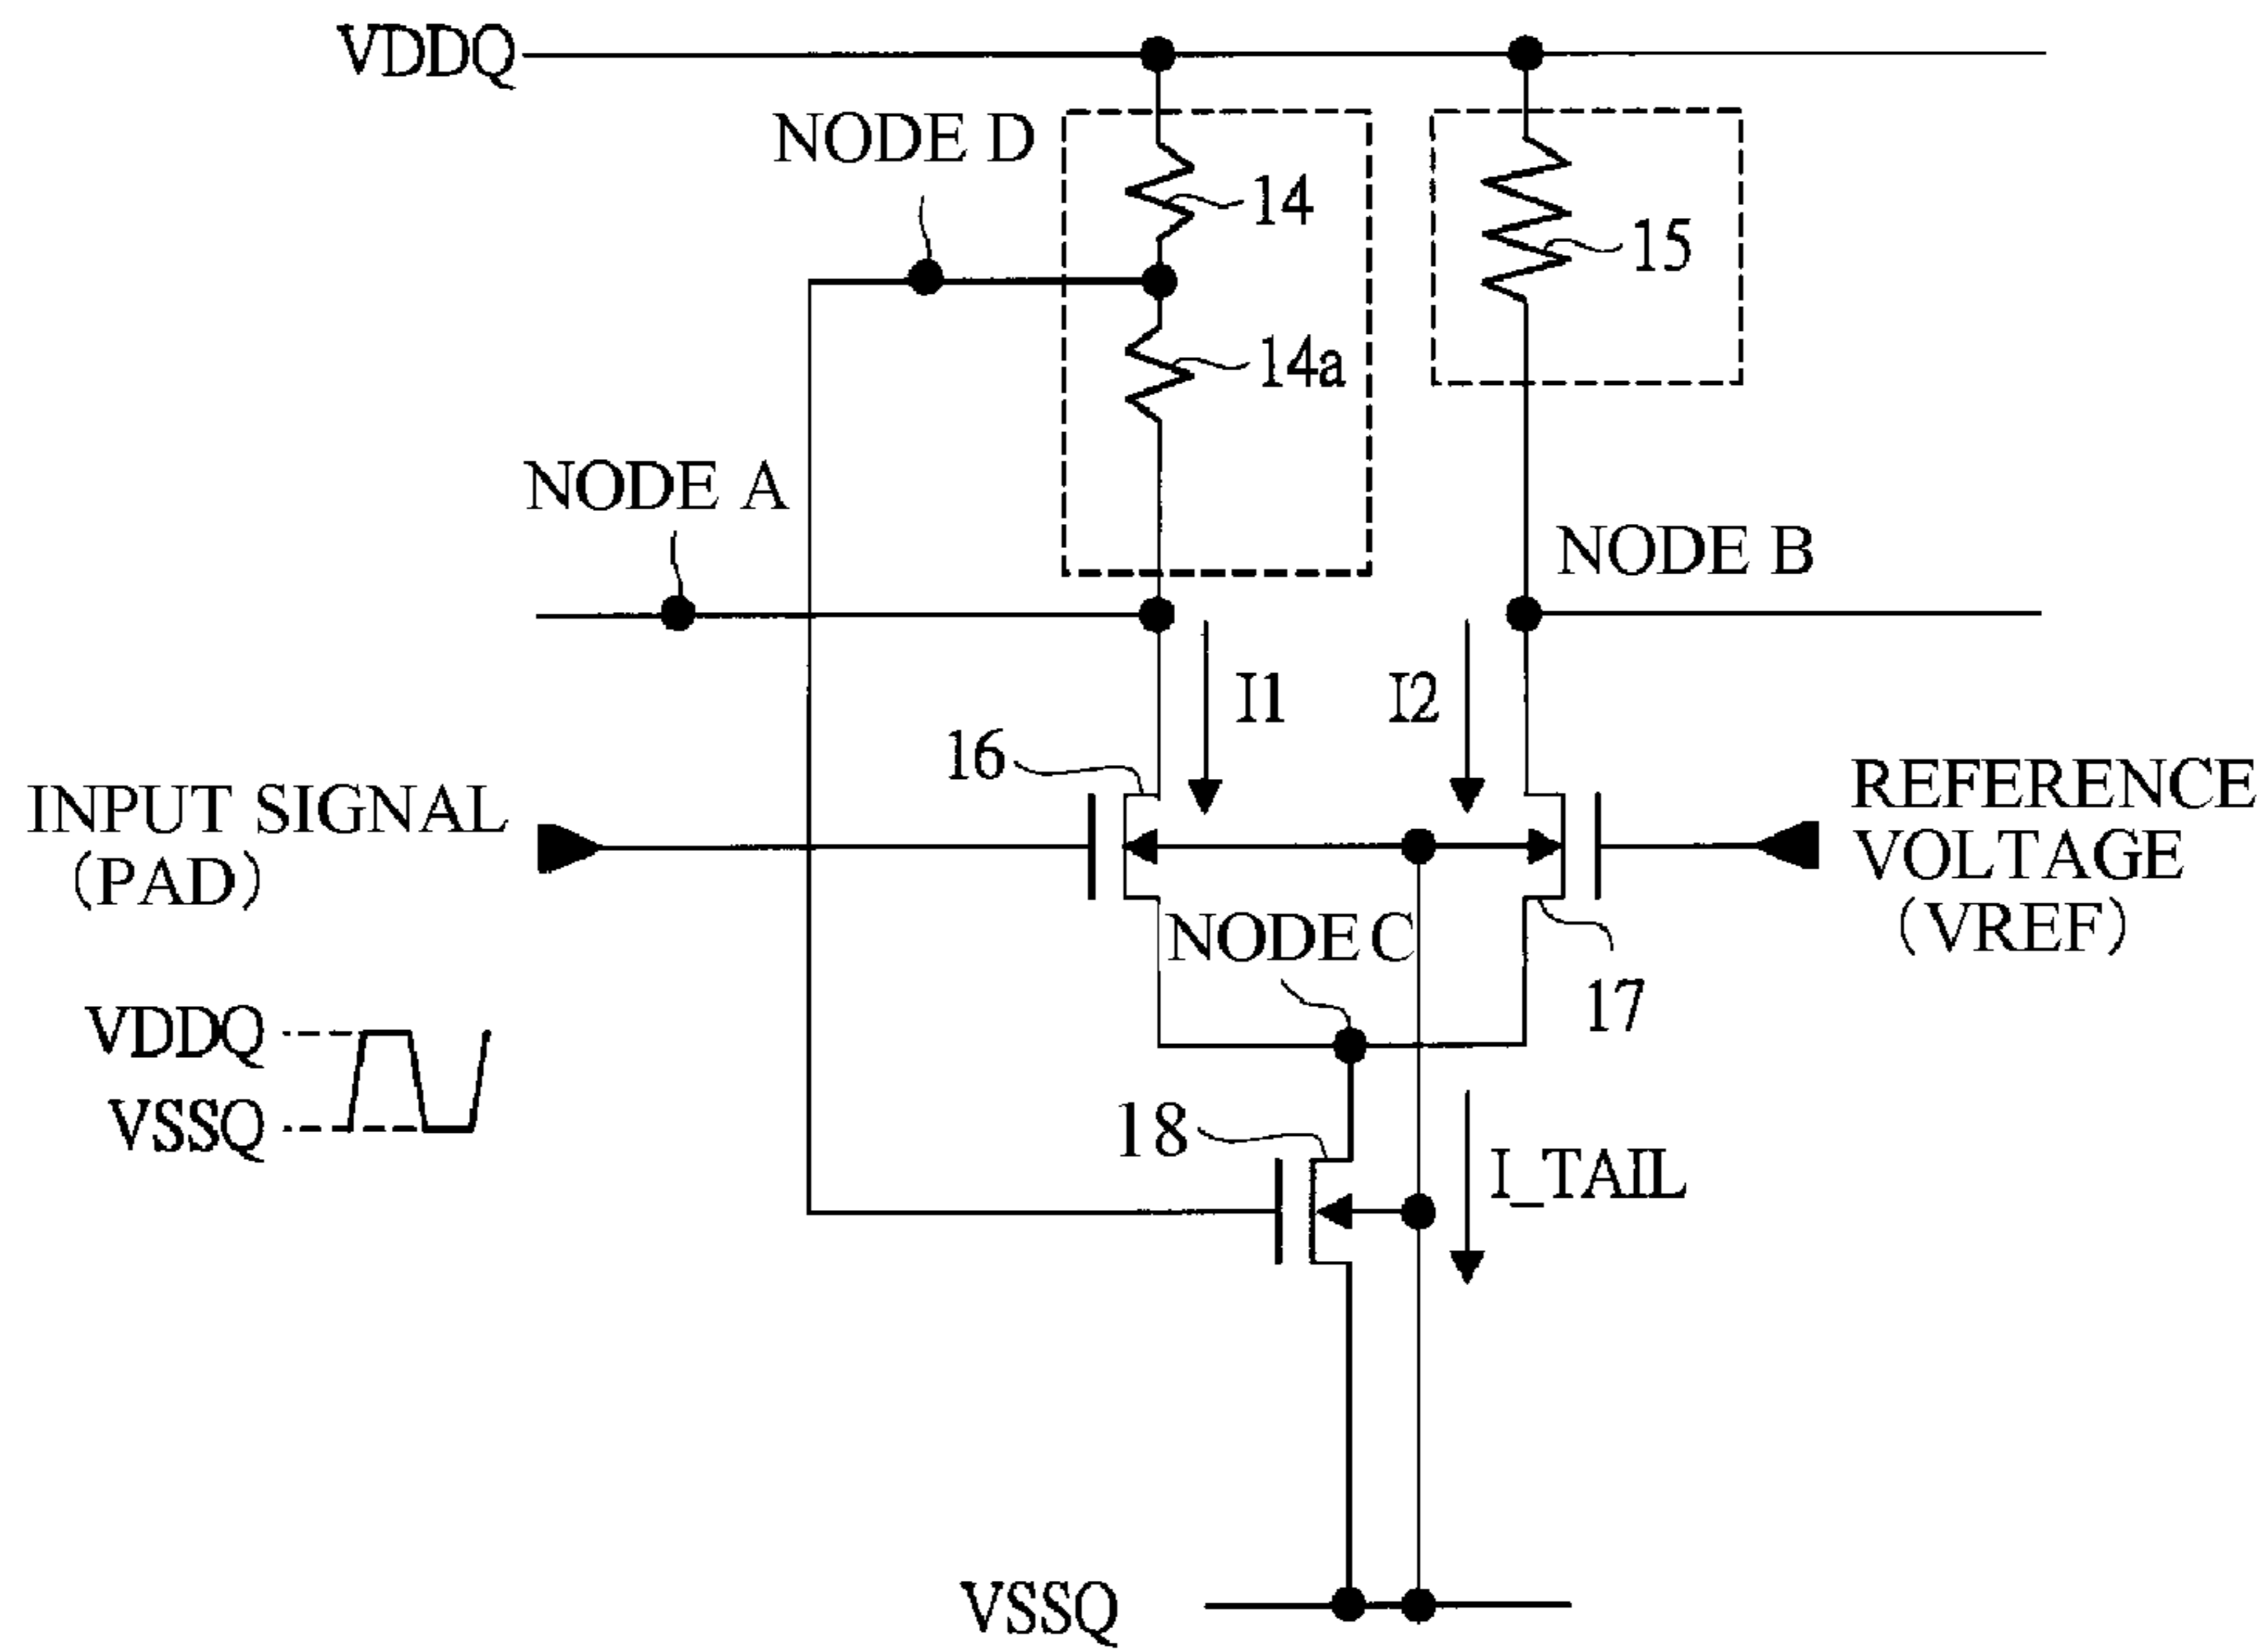 VDDQ
NODE D
14
15
14a
NODE A
NODE B
I1
I2
16
INPUT SIGNAL
(PAD)
REFERENCE
VOLTAGE
(VREF)
NODE C
17
VDDQ
VSSQ
18
I_TAIL
VSSQ